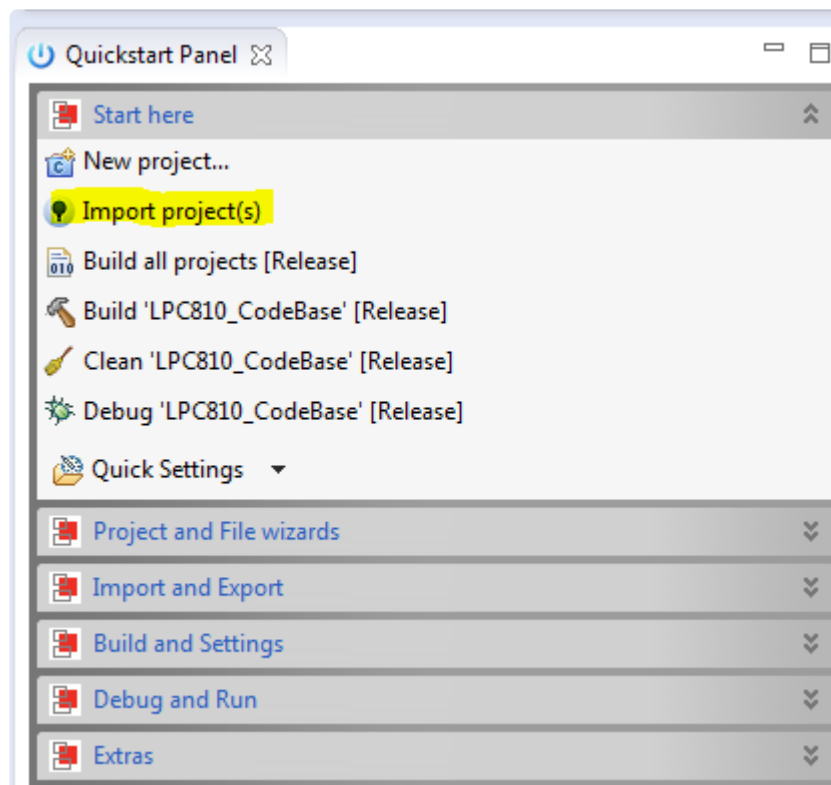 Quickstart Panel
Start here
New project...
Import project(s)
Build all projects [Release]
Build 'LPC810_CodeBase' [Release]
Clean 'LPC810_CodeBase' [Release]
Debug 'LPC810_CodeBase' [Release]
Quick Settings
Project and File wizards
Import and Export
Build and Settings
Debug and Run
Extras